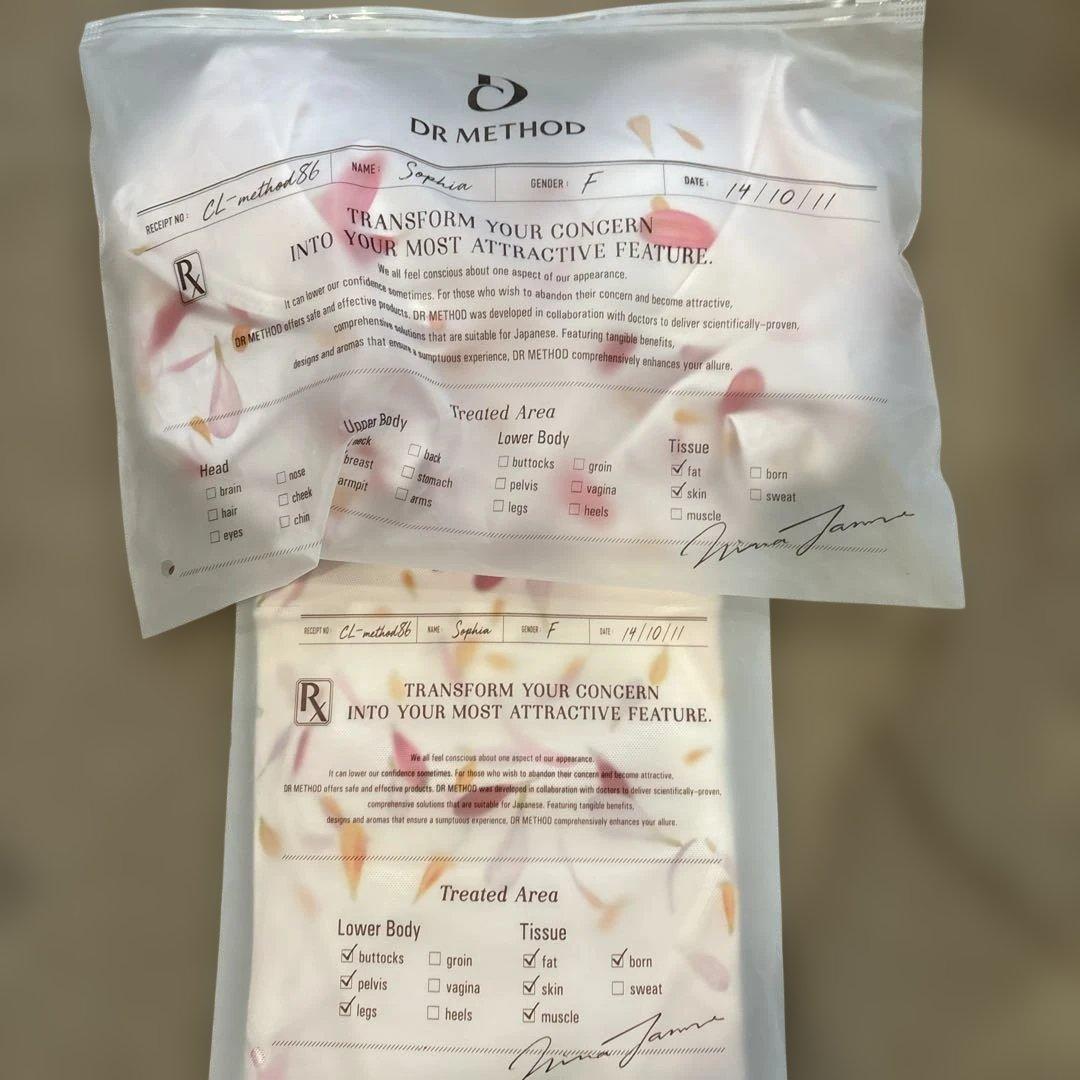 DR METHOD
RECEIPT NO : CL-method86 NAME : Sophia GENDER : F DATE : 14/10/11
TRANSFORM YOUR CONCERN
INTO YOUR MOST ATTRACTIVE FEATURE.
Rx
We all feel conscious about one aspect of our appearance.
It can lower our confidence sometimes. For those who wish to abandon their concern and become attractive,
DR METHOD offers safe and effective products. DR METHOD was developed in collaboration with doctors to deliver scientifically-proven,
comprehensive solutions that are suitable for Japanese. Featuring tangible benefits,
designs and aromas that ensure a sumptuous experience, DR METHOD comprehensively enhances your allure.
Treated Area
Head Upper Body Lower Body Tissue
brain nose neck back buttocks groin fat born
hair cheek breast stomach pelvis vagina skin sweat
eyes chin armpit arms legs heels muscle
RECEIPT NO : CL-method86 NAME : Sophia GENDER : F DATE : 14/10/11
Rx
TRANSFORM YOUR CONCERN
INTO YOUR MOST ATTRACTIVE FEATURE.
We all feel conscious about one aspect of our appearance.
It can lower our confidence sometimes. For those who wish to abandon their concern and become attractive,
DR METHOD offers safe and effective products. DR METHOD was developed in collaboration with doctors to deliver scientifically-proven,
comprehensive solutions that are suitable for Japanese. Featuring tangible benefits,
designs and aromas that ensure a sumptuous experience, DR METHOD comprehensively enhances your allure.
Treated Area
Lower Body Tissue
buttocks groin fat born
pelvis vagina skin sweat
legs heels muscle